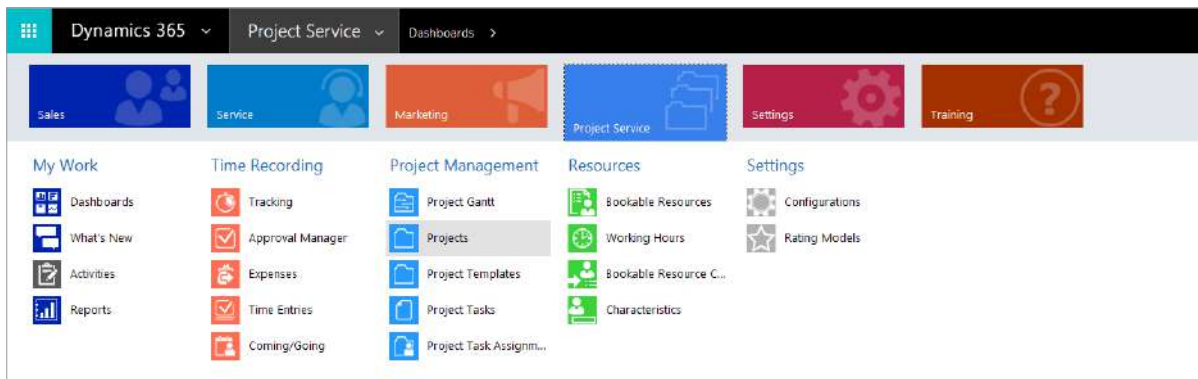 Dynamics 365 Project Service Dashboards
Sales Service Marketing Project Service Settings Training
My Work Time Recording Project Management Resources Settings
Dashboards Tracking Project Gantt Bookable Resources Configurations
What's New Approval Manager Projects Working Hours Rating Models
Activities Expenses Project Templates Bookable Resource C...
Reports Time Entries Project Tasks Characteristics
Coming/Going Project Task Assignm...